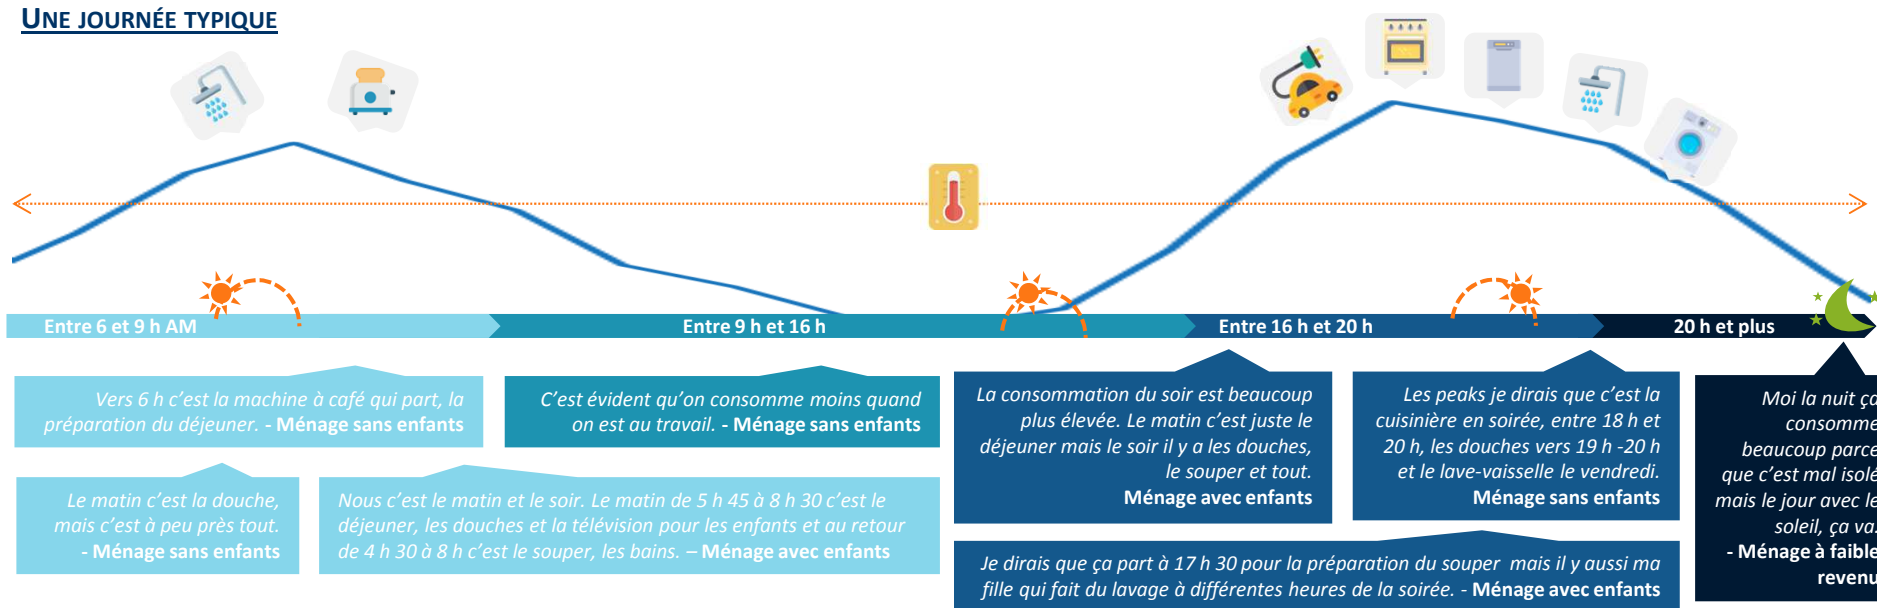 UNE JOURNÉE TYPIQUE
Entre 6 et 9 h AM
Entre 9 h et 16 h
Entre 16 h et 20 h
20 h et plus
Vers 6 h c’est la machine à café qui part, la
préparation du déjeuner. - Ménage sans enfants
C’est évident qu’on consomme moins quand
on est au travail. - Ménage sans enfants
La consommation du soir est beaucoup
plus élevée. Le matin c’est juste le
déjeuner mais le soir il y a les douches,
le souper et tout.
Ménage avec enfants
Les peaks je dirais que c’est la
cuisinière en soirée, entre 18 h et
20 h, les douches vers 19 h -20 h
et le lave-vaisselle le vendredi.
Ménage sans enfants
Moi la nuit ça
consomme
beaucoup parce
que c’est mal isolé
mais le jour avec le
soleil, ça va.
- Ménage à faible
revenu
Le matin c’est la douche,
mais c’est à peu près tout.
- Ménage sans enfants
Nous c’est le matin et le soir. Le matin de 5 h 45 à 8 h 30 c’est le
déjeuner, les douches et la télévision pour les enfants et au retour
de 4 h 30 à 8 h c’est le souper, les bains. – Ménage avec enfants
Je dirais que ça part à 17 h 30 pour la préparation du souper mais il y aussi ma
fille qui fait du lavage à différentes heures de la soirée. - Ménage avec enfants